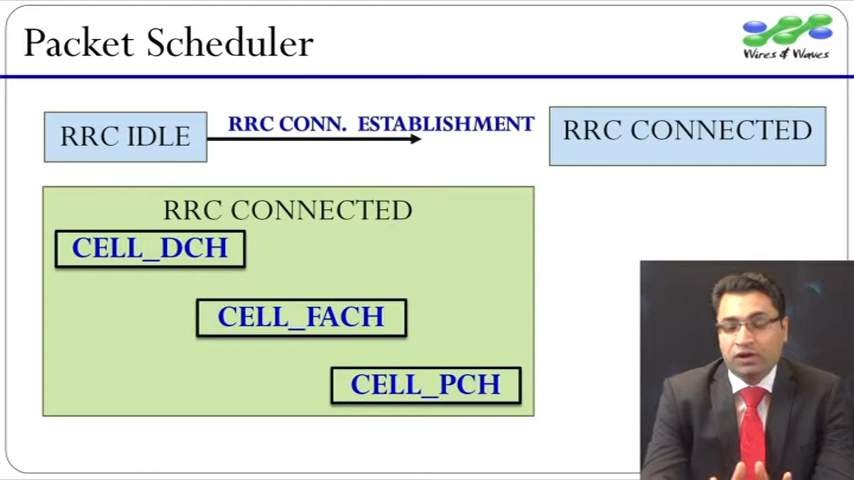 Packet Scheduler
Wires & Waves
RRC IDLE
RRC CONN. ESTABLISHMENT
RRC CONNECTED
RRC CONNECTED
CELL_DCH
CELL_FACH
CELL_PCH